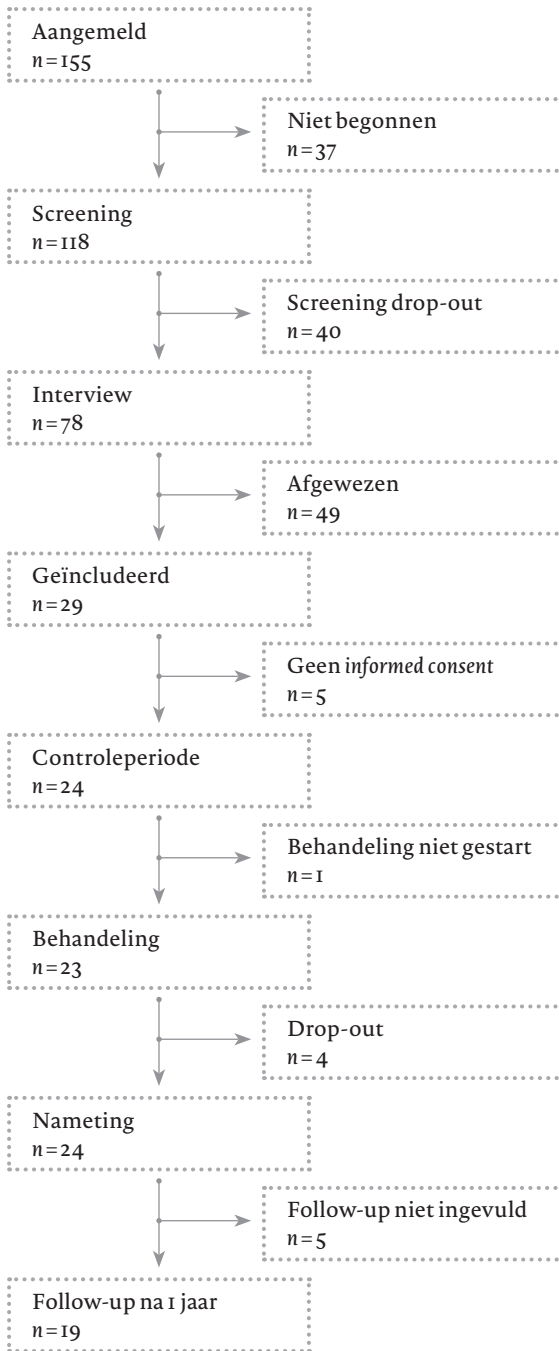 Aangemeld
n=155
Niet begonnen
n=37
Screening
n=118
Screening drop-out
n=40
Interview
n=78
Afgewezen
n=49
Geïncludeerd
n=29
Geen informed consent
n=5
Controleperiode
n=24
Behandeling niet gestart
n=1
Behandeling
n=23
Drop-out
n=4
Nameting
n=24
Follow-up niet ingevuld
n=5
Follow-up na 1 jaar
n=19